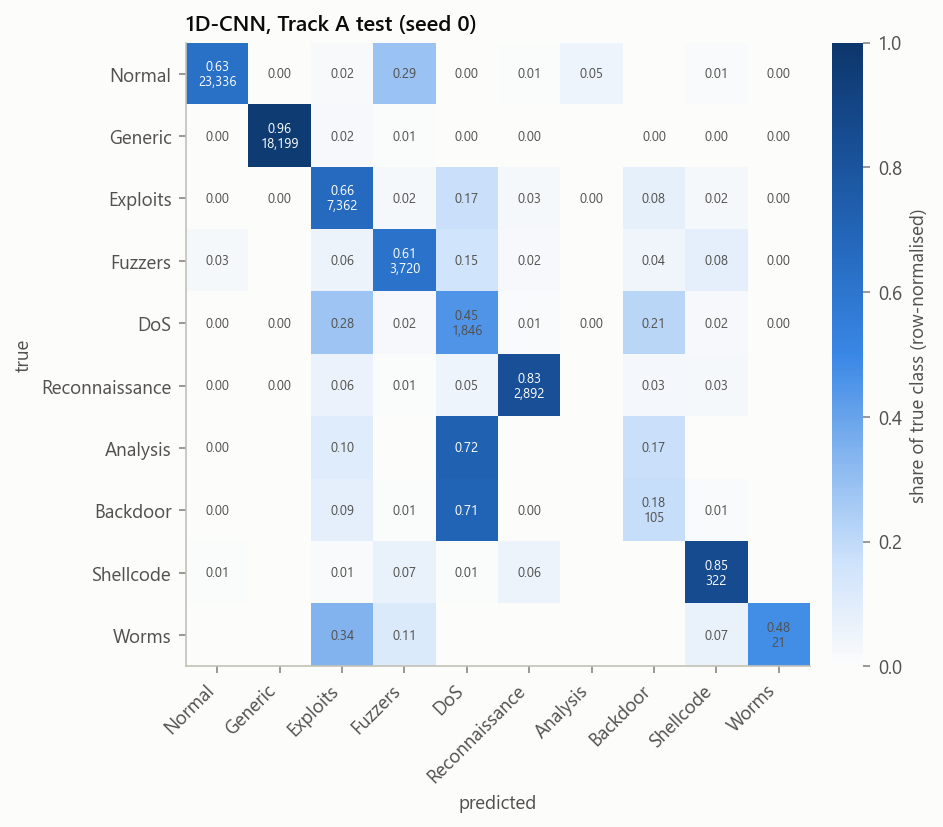 1D-CNN, Track A test (seed 0)
Normal 0.63 0.00 0.02 0.29 0.00 0.01 0.05 0.01 0.00
23,336
Generic 0.00 0.96 0.02 0.01 0.00 0.00 0.00 0.00 0.00
18,199
Exploits 0.00 0.00 0.66 0.02 0.17 0.03 0.00 0.08 0.02 0.00
7,362
Fuzzers 0.03 0.06 0.61 0.15 0.02 0.04 0.08 0.00
3,720
DoS 0.00 0.00 0.28 0.02 0.45 0.01 0.00 0.21 0.02 0.00
1,846
Reconnaissance 0.00 0.00 0.06 0.01 0.05 0.83 0.03 0.03
2,892
Analysis 0.00 0.10 0.72 0.17
Backdoor 0.00 0.09 0.01 0.71 0.00 0.18 0.01
105
Shellcode 0.01 0.01 0.07 0.01 0.06 0.85
322
Worms 0.34 0.11 0.07 0.48
21
true
Normal
Generic
Exploits
Fuzzers
DoS
Reconnaissance
Analysis
Backdoor
Shellcode
Worms
predicted
1.0
0.8
0.6
0.4
0.2
0.0
share of true class (row-normalised)